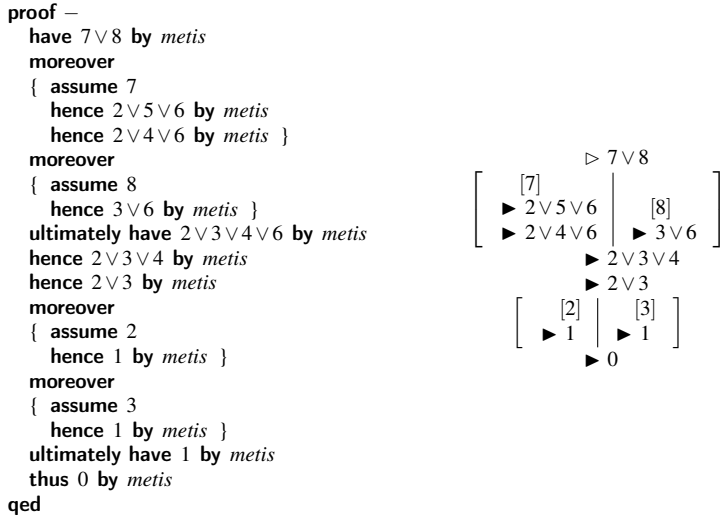 proof −
have 7∨8 by metis
moreover
{ assume 7
hence 2∨5∨6 by metis
hence 2∨4∨6 by metis }
moreover
{ assume 8
hence 3∨6 by metis }
ultimately have 2∨3∨4∨6 by metis
hence 2∨3∨4 by metis
hence 2∨3 by metis
moreover
{ assume 2
hence 1 by metis }
moreover
{ assume 3
hence 1 by metis }
ultimately have 1 by metis
thus 0 by metis
qed
▷ 7∨8
[7]
▶ 2∨5∨6 [8]
▶ 2∨4∨6 ▶ 3∨6
▶ 2∨3∨4
▶ 2∨3
[2] [3]
▶ 1 ▶ 1
▶ 0